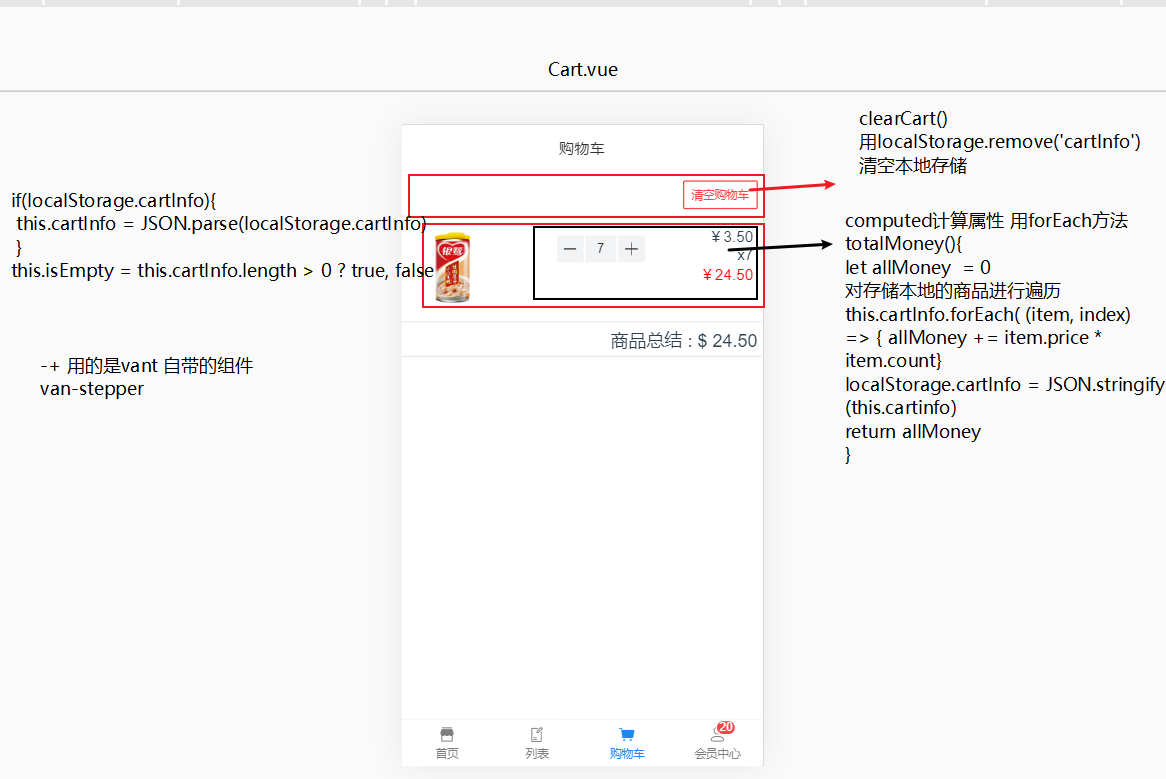 Cart.vue
clearCart()
用localStorage.remove('cartInfo')
清空本地存储
if(localStorage.cartInfo){
this.cartInfo = JSON.parse(localStorage.cartInfo)
}
this.isEmpty = this.cartInfo.length > 0 ? true, false
-+ 用的是vant 自带的组件
van-stepper
购物车
清空购物车
银鹭
7
¥ 3.50
x7
¥ 24.50
商品总结 : $ 24.50
computed计算属性 用forEach方法
totalMoney(){
let allMoney = 0
对存储本地的商品进行遍历
this.cartInfo.forEach( (item, index)
=> { allMoney += item.price *
item.count}
localStorage.cartInfo = JSON.stringify
(this.cartinfo)
return allMoney
}
首页
列表
购物车
20
会员中心